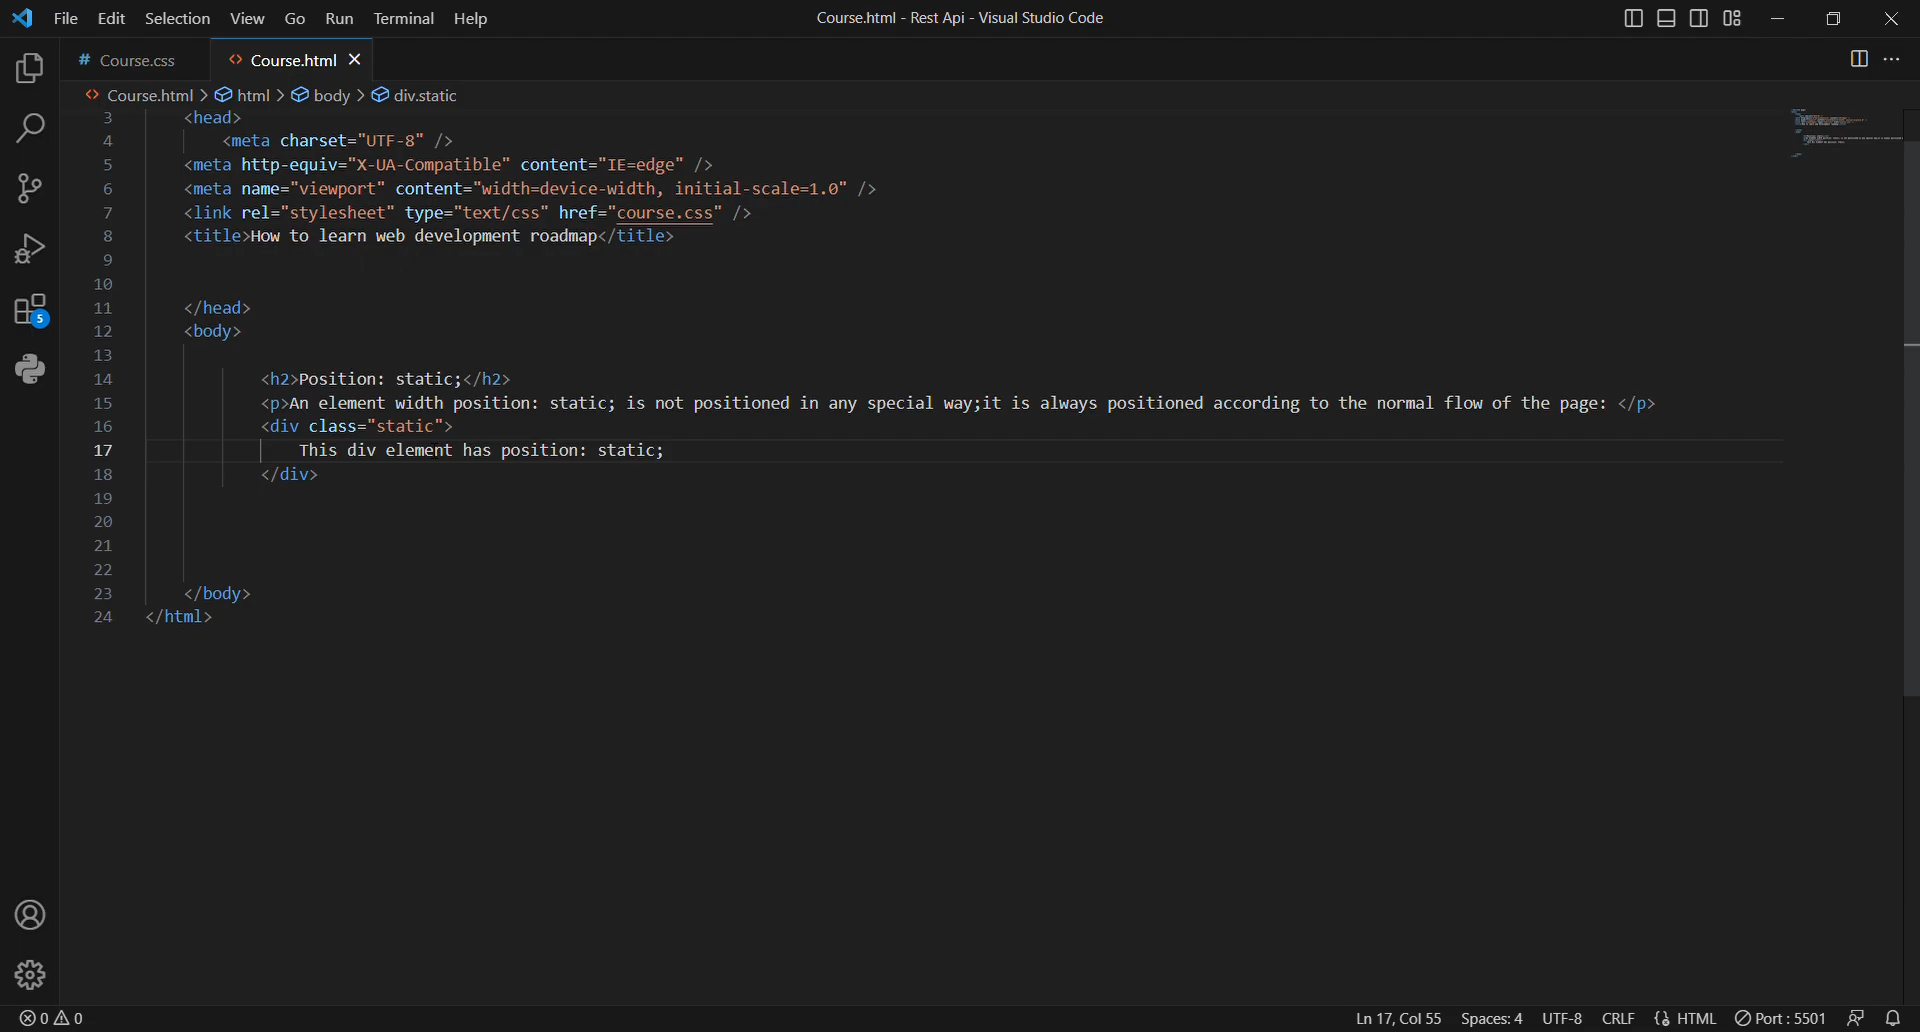 File Edit Selection View Go Run Terminal Help
Course.html - Rest Api - Visual Studio Code
# Course.css
<> Course.html
<> Course.html > html > body > div.static
3 <head>
4 <meta charset="UTF-8" />
5 <meta http-equiv="X-UA-Compatible" content="IE=edge" />
6 <meta name="viewport" content="width=device-width, initial-scale=1.0" />
7 <link rel="stylesheet" type="text/css" href="course.css" />
8 <title>How to learn web development roadmap</title>
9
10
11 </head>
12 <body>
13
14 <h2>Position: static;</h2>
15 <p>An element width position: static; is not positioned in any special way;it is always positioned according to the normal flow of the page: </p>
16 <div class="static">
17 This div element has position: static;
18 </div>
19
20
21
22
23 </body>
24 </html>
5
0 0
Ln 17, Col 55 Spaces: 4 UTF-8 CRLF {} HTML Port : 5501